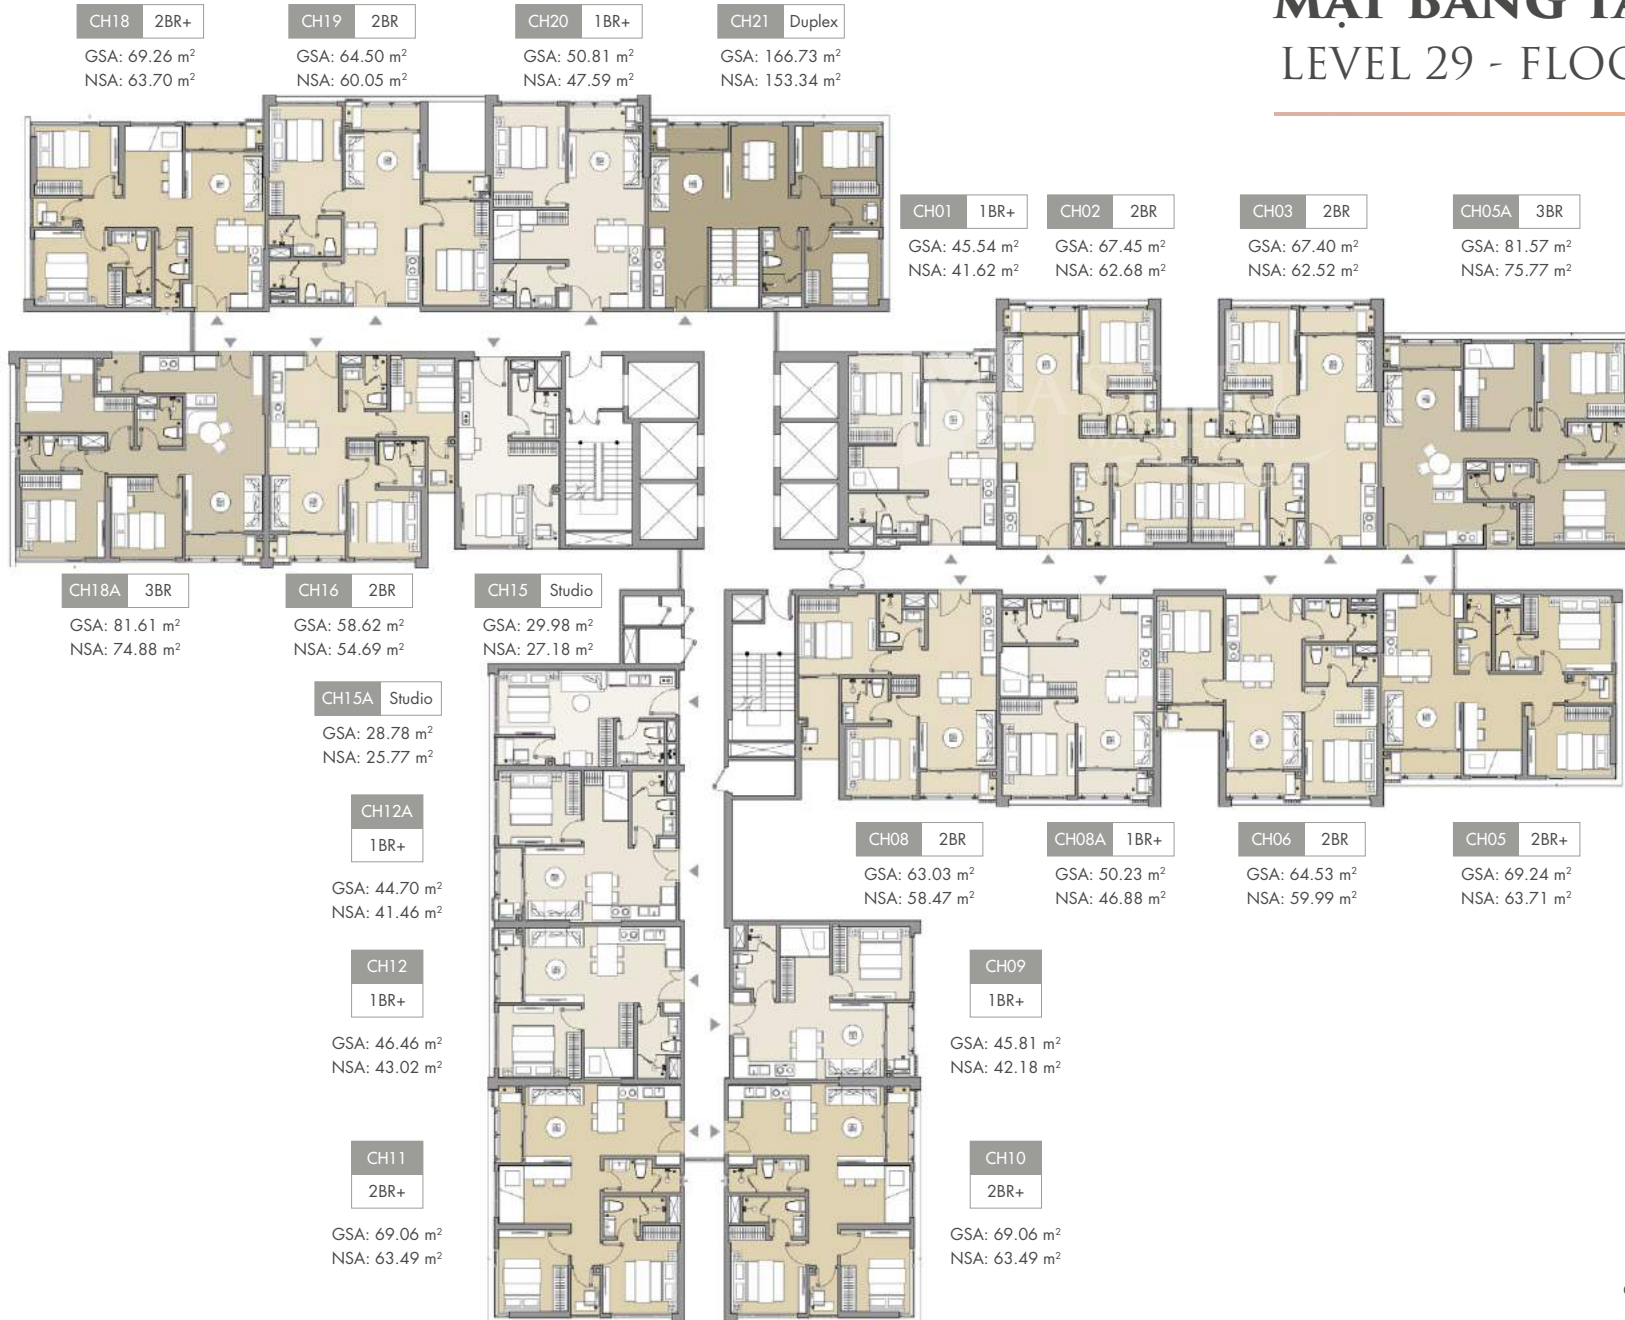 MẶT BẰNG TẦ
LEVEL 29 - FLOO
CH18 2BR+
GSA: 69.26 m²
NSA: 63.70 m²
CH19 2BR
GSA: 64.50 m²
NSA: 60.05 m²
CH20 1BR+
GSA: 50.81 m²
NSA: 47.59 m²
CH21 Duplex
GSA: 166.73 m²
NSA: 153.34 m²
CH01 1BR+
GSA: 45.54 m²
NSA: 41.62 m²
CH02 2BR
GSA: 67.45 m²
NSA: 62.68 m²
CH03 2BR
GSA: 67.40 m²
NSA: 62.52 m²
CH05A 3BR
GSA: 81.57 m²
NSA: 75.77 m²
CH18A 3BR
GSA: 81.61 m²
NSA: 74.88 m²
CH16 2BR
GSA: 58.62 m²
NSA: 54.69 m²
CH15 Studio
GSA: 29.98 m²
NSA: 27.18 m²
CH15A Studio
GSA: 28.78 m²
NSA: 25.77 m²
CH12A
1BR+
GSA: 44.70 m²
NSA: 41.46 m²
CH08 2BR
GSA: 63.03 m²
NSA: 58.47 m²
CH08A 1BR+
GSA: 50.23 m²
NSA: 46.88 m²
CH06 2BR
GSA: 64.53 m²
NSA: 59.99 m²
CH05 2BR+
GSA: 69.24 m²
NSA: 63.71 m²
CH12
1BR+
GSA: 46.46 m²
NSA: 43.02 m²
CH09
1BR+
GSA: 45.81 m²
NSA: 42.18 m²
CH11
2BR+
GSA: 69.06 m²
NSA: 63.49 m²
CH10
2BR+
GSA: 69.06 m²
NSA: 63.49 m²